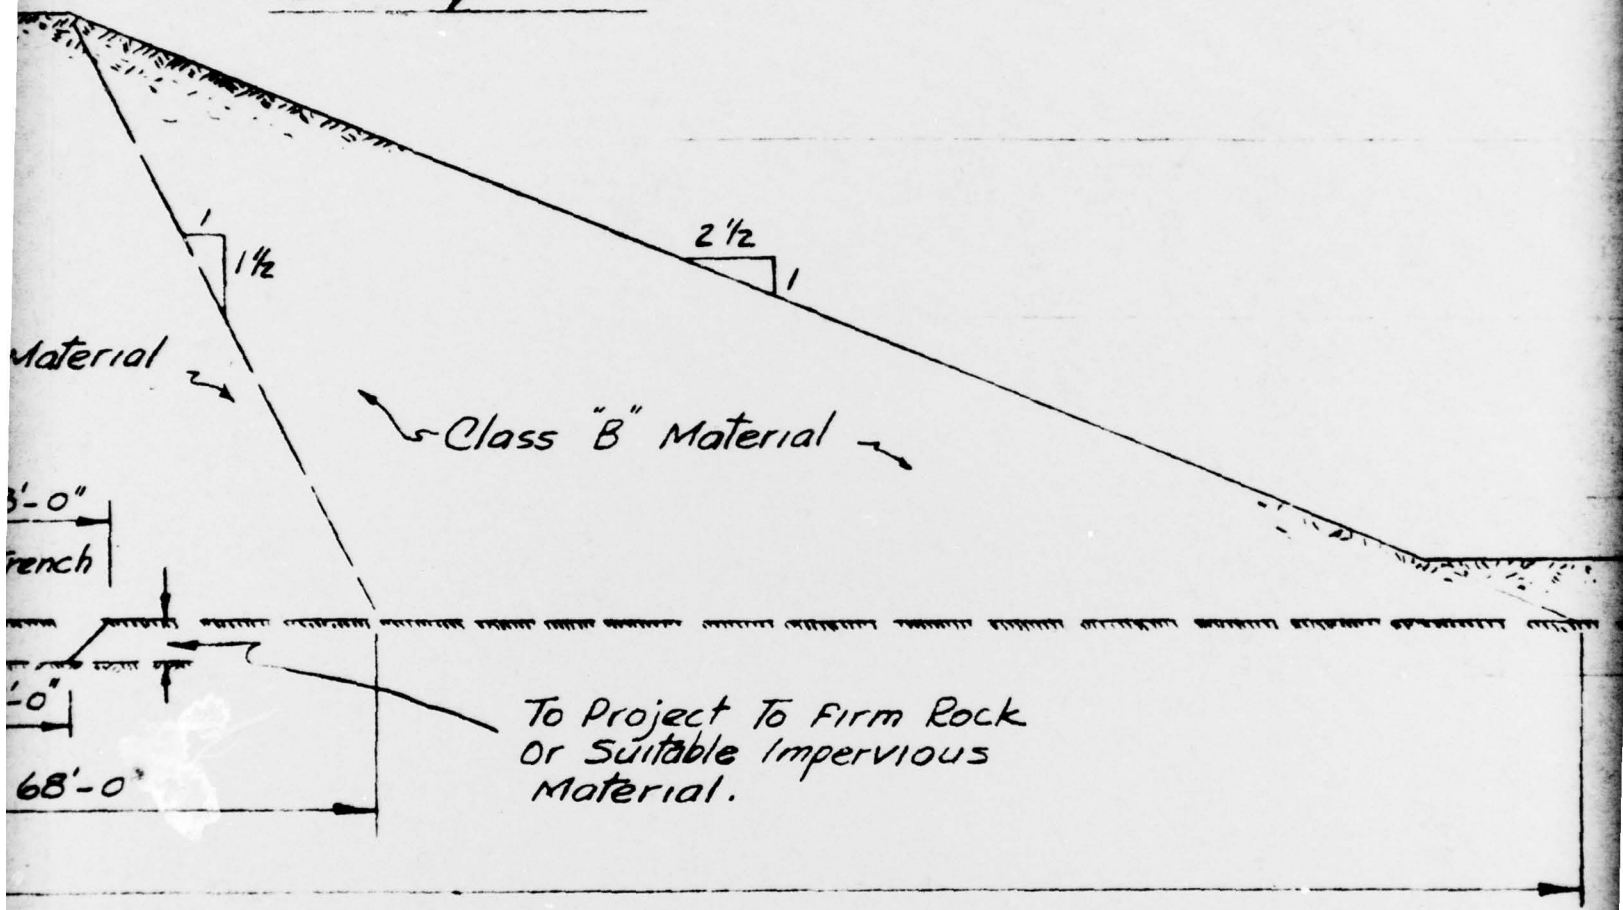 2½
1
1
1½
Material
Class "B" Material
'-0"
rench
'-0"
To Project To Firm Rock
Or Suitable Impervious
Material.
68'-0"